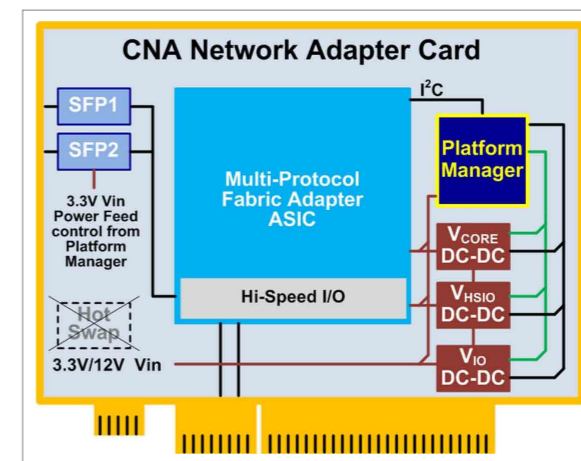 CNA Network Adapter Card
SFP1
SFP2
3.3V Vin
Power Feed
control from
Platform
Manager
Hot
Swap
3.3V/12V Vin
Multi-Protocol
Fabric Adapter
ASIC
Hi-Speed I/O
I²C
Platform
Manager
VCORE
DC-DC
VHSIO
DC-DC
VIO
DC-DC